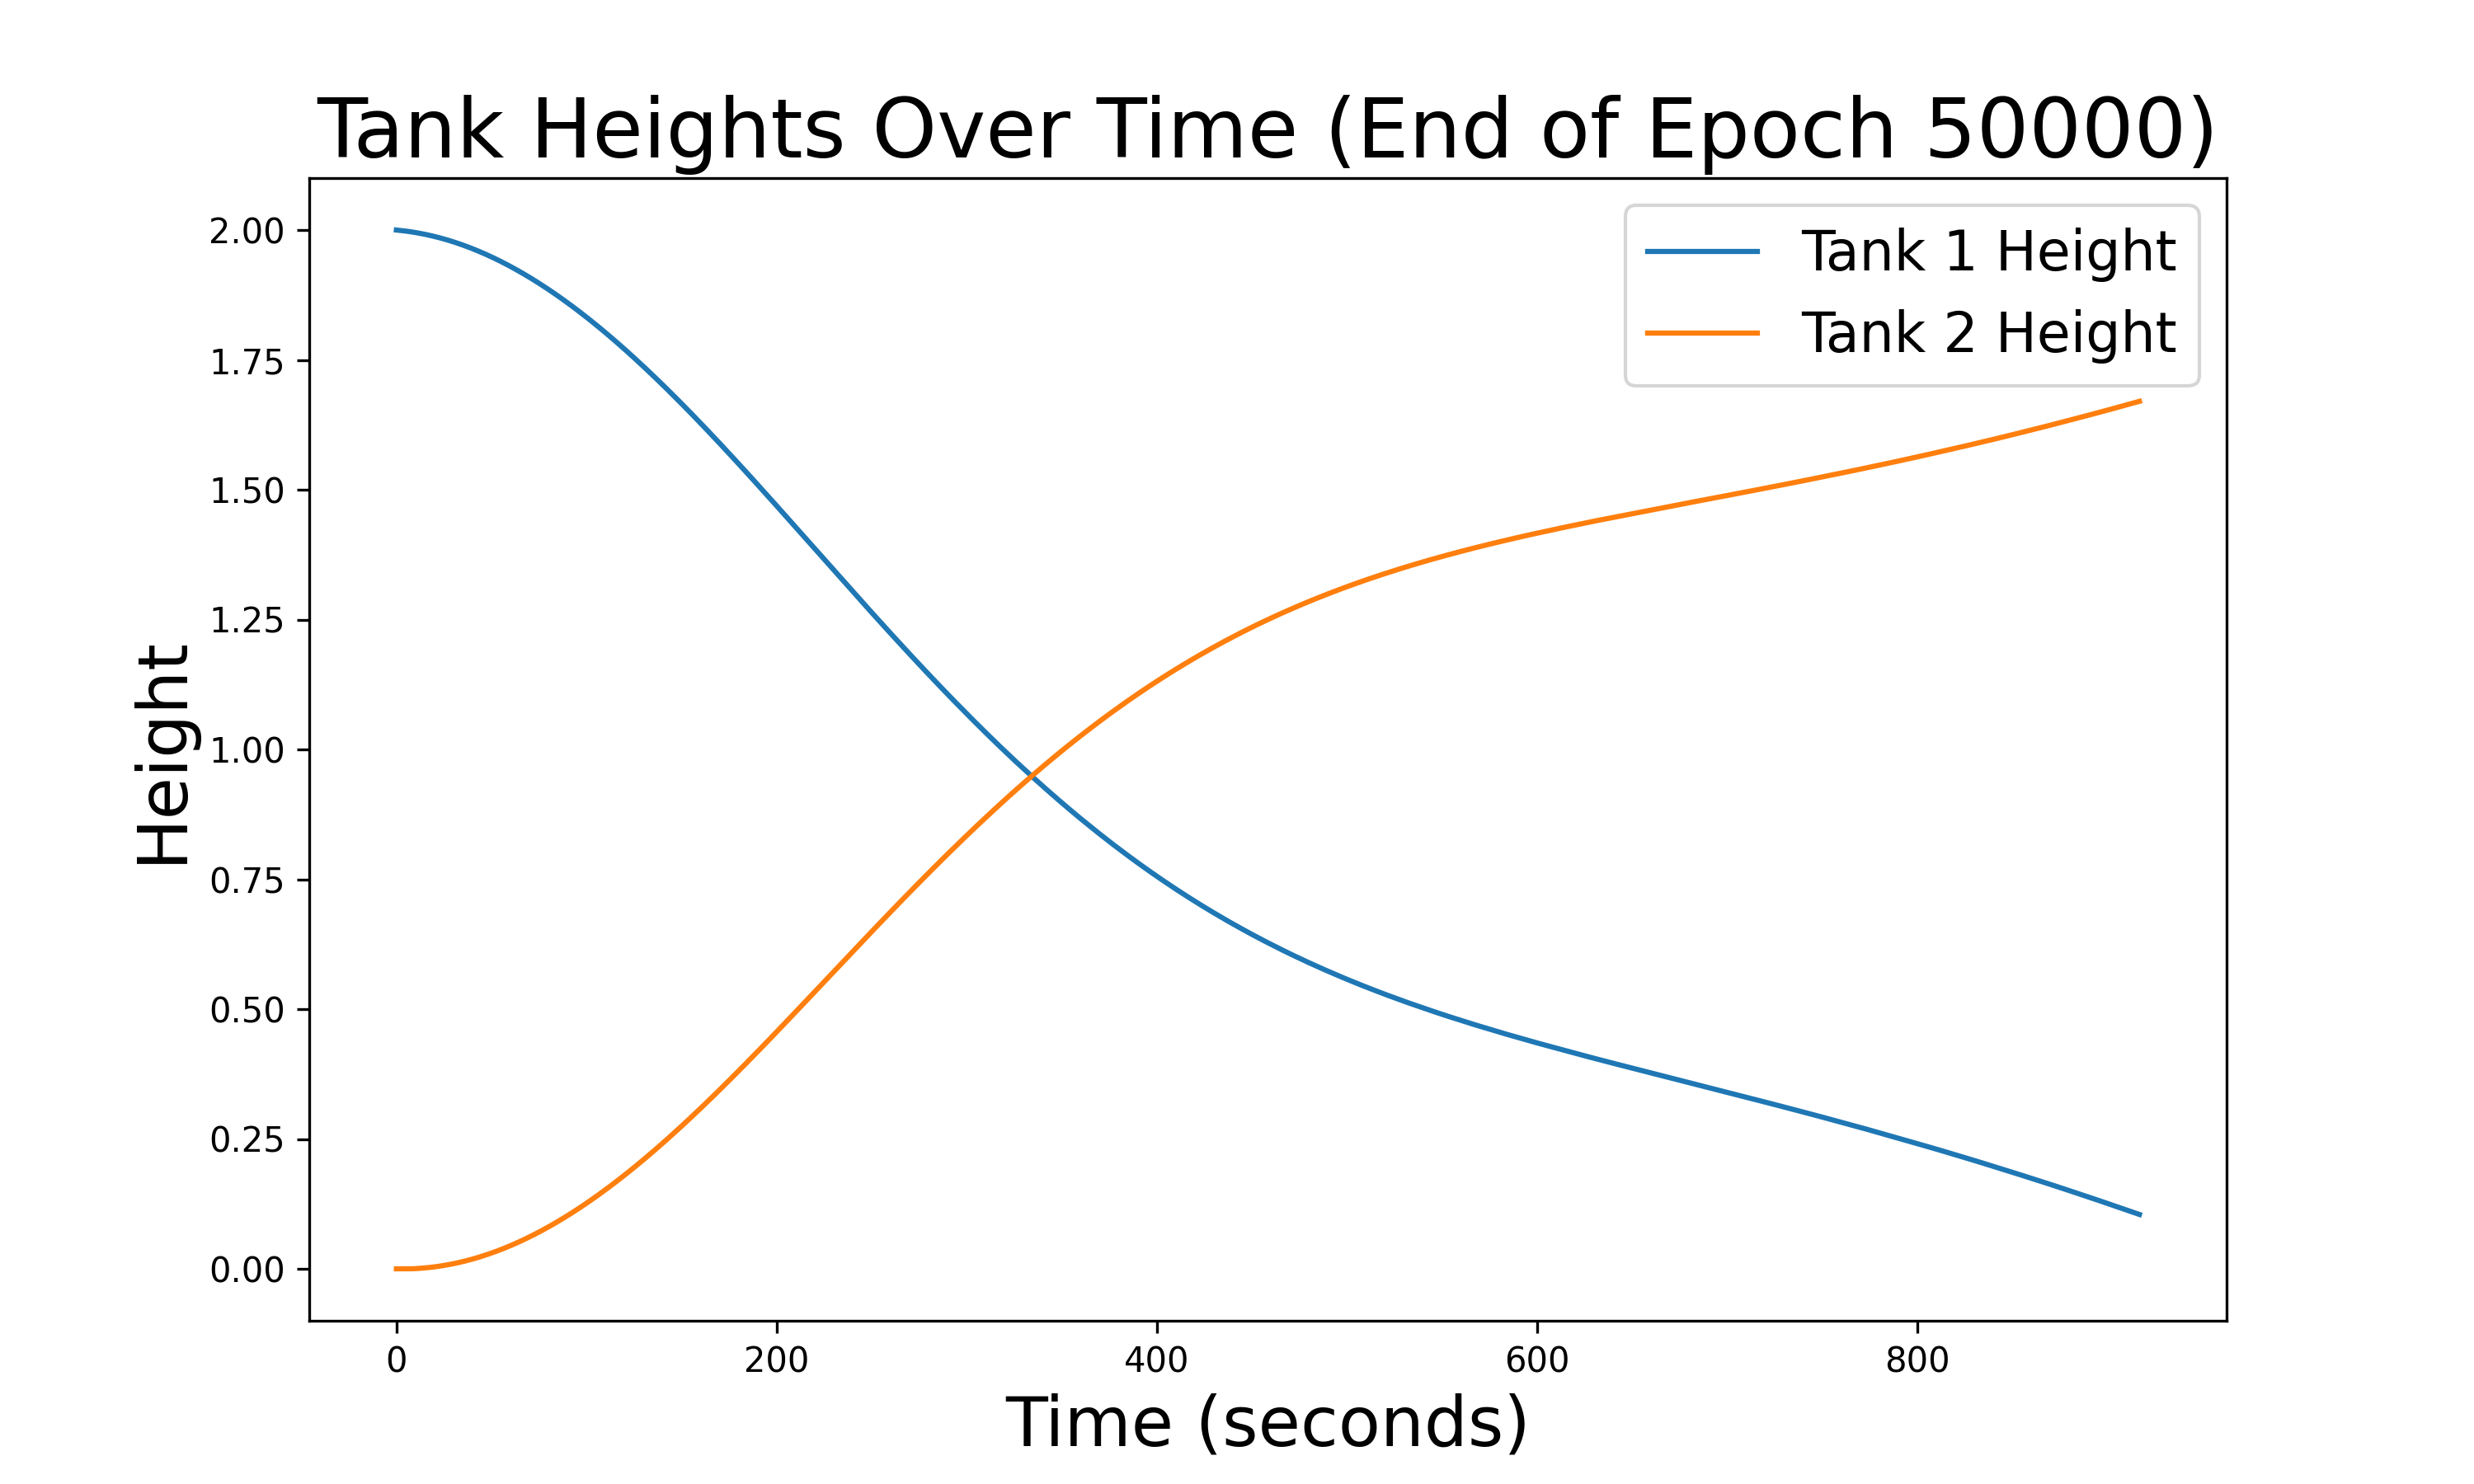 Tank Heights Over Time (End of Epoch 50000)
Tank 1 Height
Tank 2 Height
Height
2.00
1.75
1.50
1.25
1.00
0.75
0.50
0.25
0.00
0 200 400 600 800
Time (seconds)